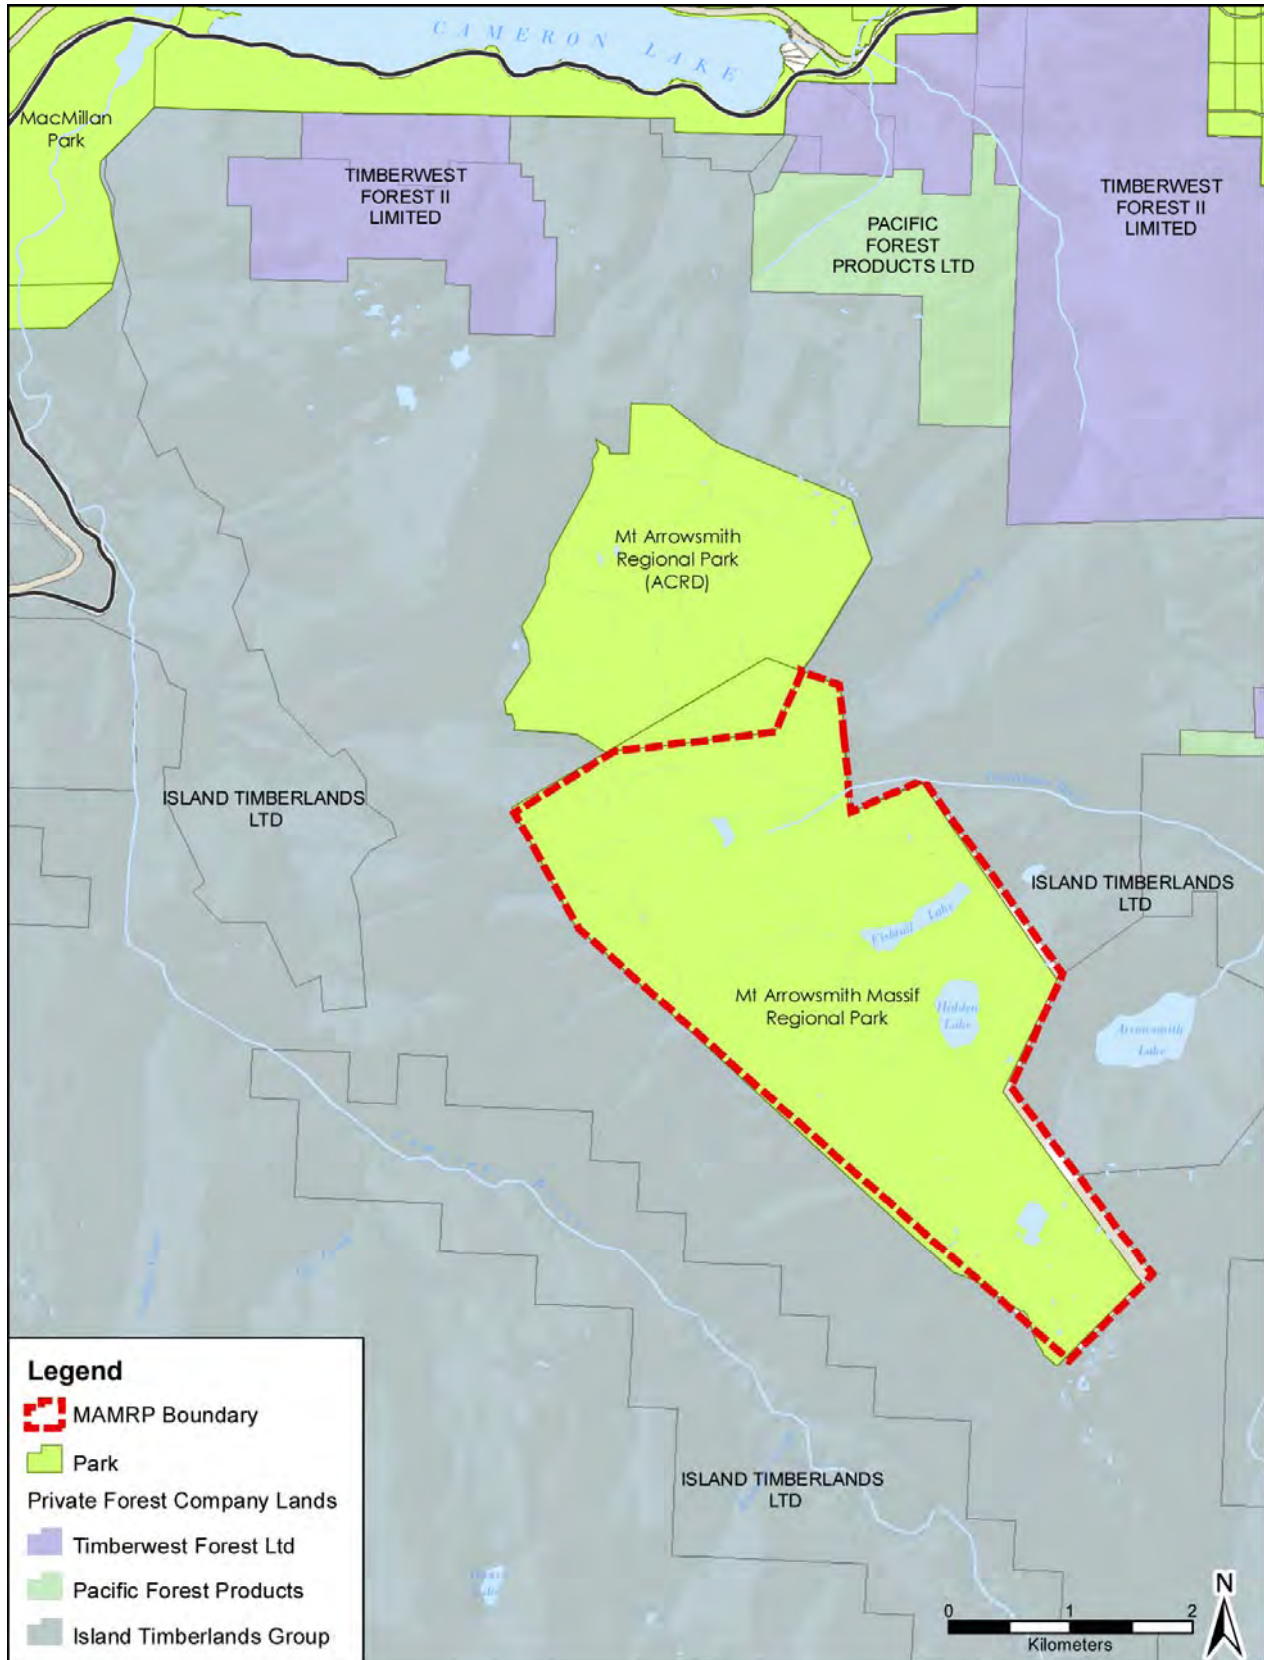 CAMERON LAKE
MacMillan
Park
TIMBERWEST
FOREST II
LIMITED
PACIFIC
FOREST
PRODUCTS LTD
TIMBERWEST
FOREST II
LIMITED
Mt Arrowsmith
Regional Park
(ACRD)
ISLAND TIMBERLANDS
LTD
ISLAND TIMBERLANDS
LTD
Fishtail Lake
Mt Arrowsmith Massif
Regional Park
Hidden
Lake
Arrowsmith
Lake
Cameron
ISLAND TIMBERLANDS
LTD
Legend
MAMRP Boundary
Park
Private Forest Company Lands
Timberwest Forest Ltd
Pacific Forest Products
Island Timberlands Group
N
0 1 2
Kilometers